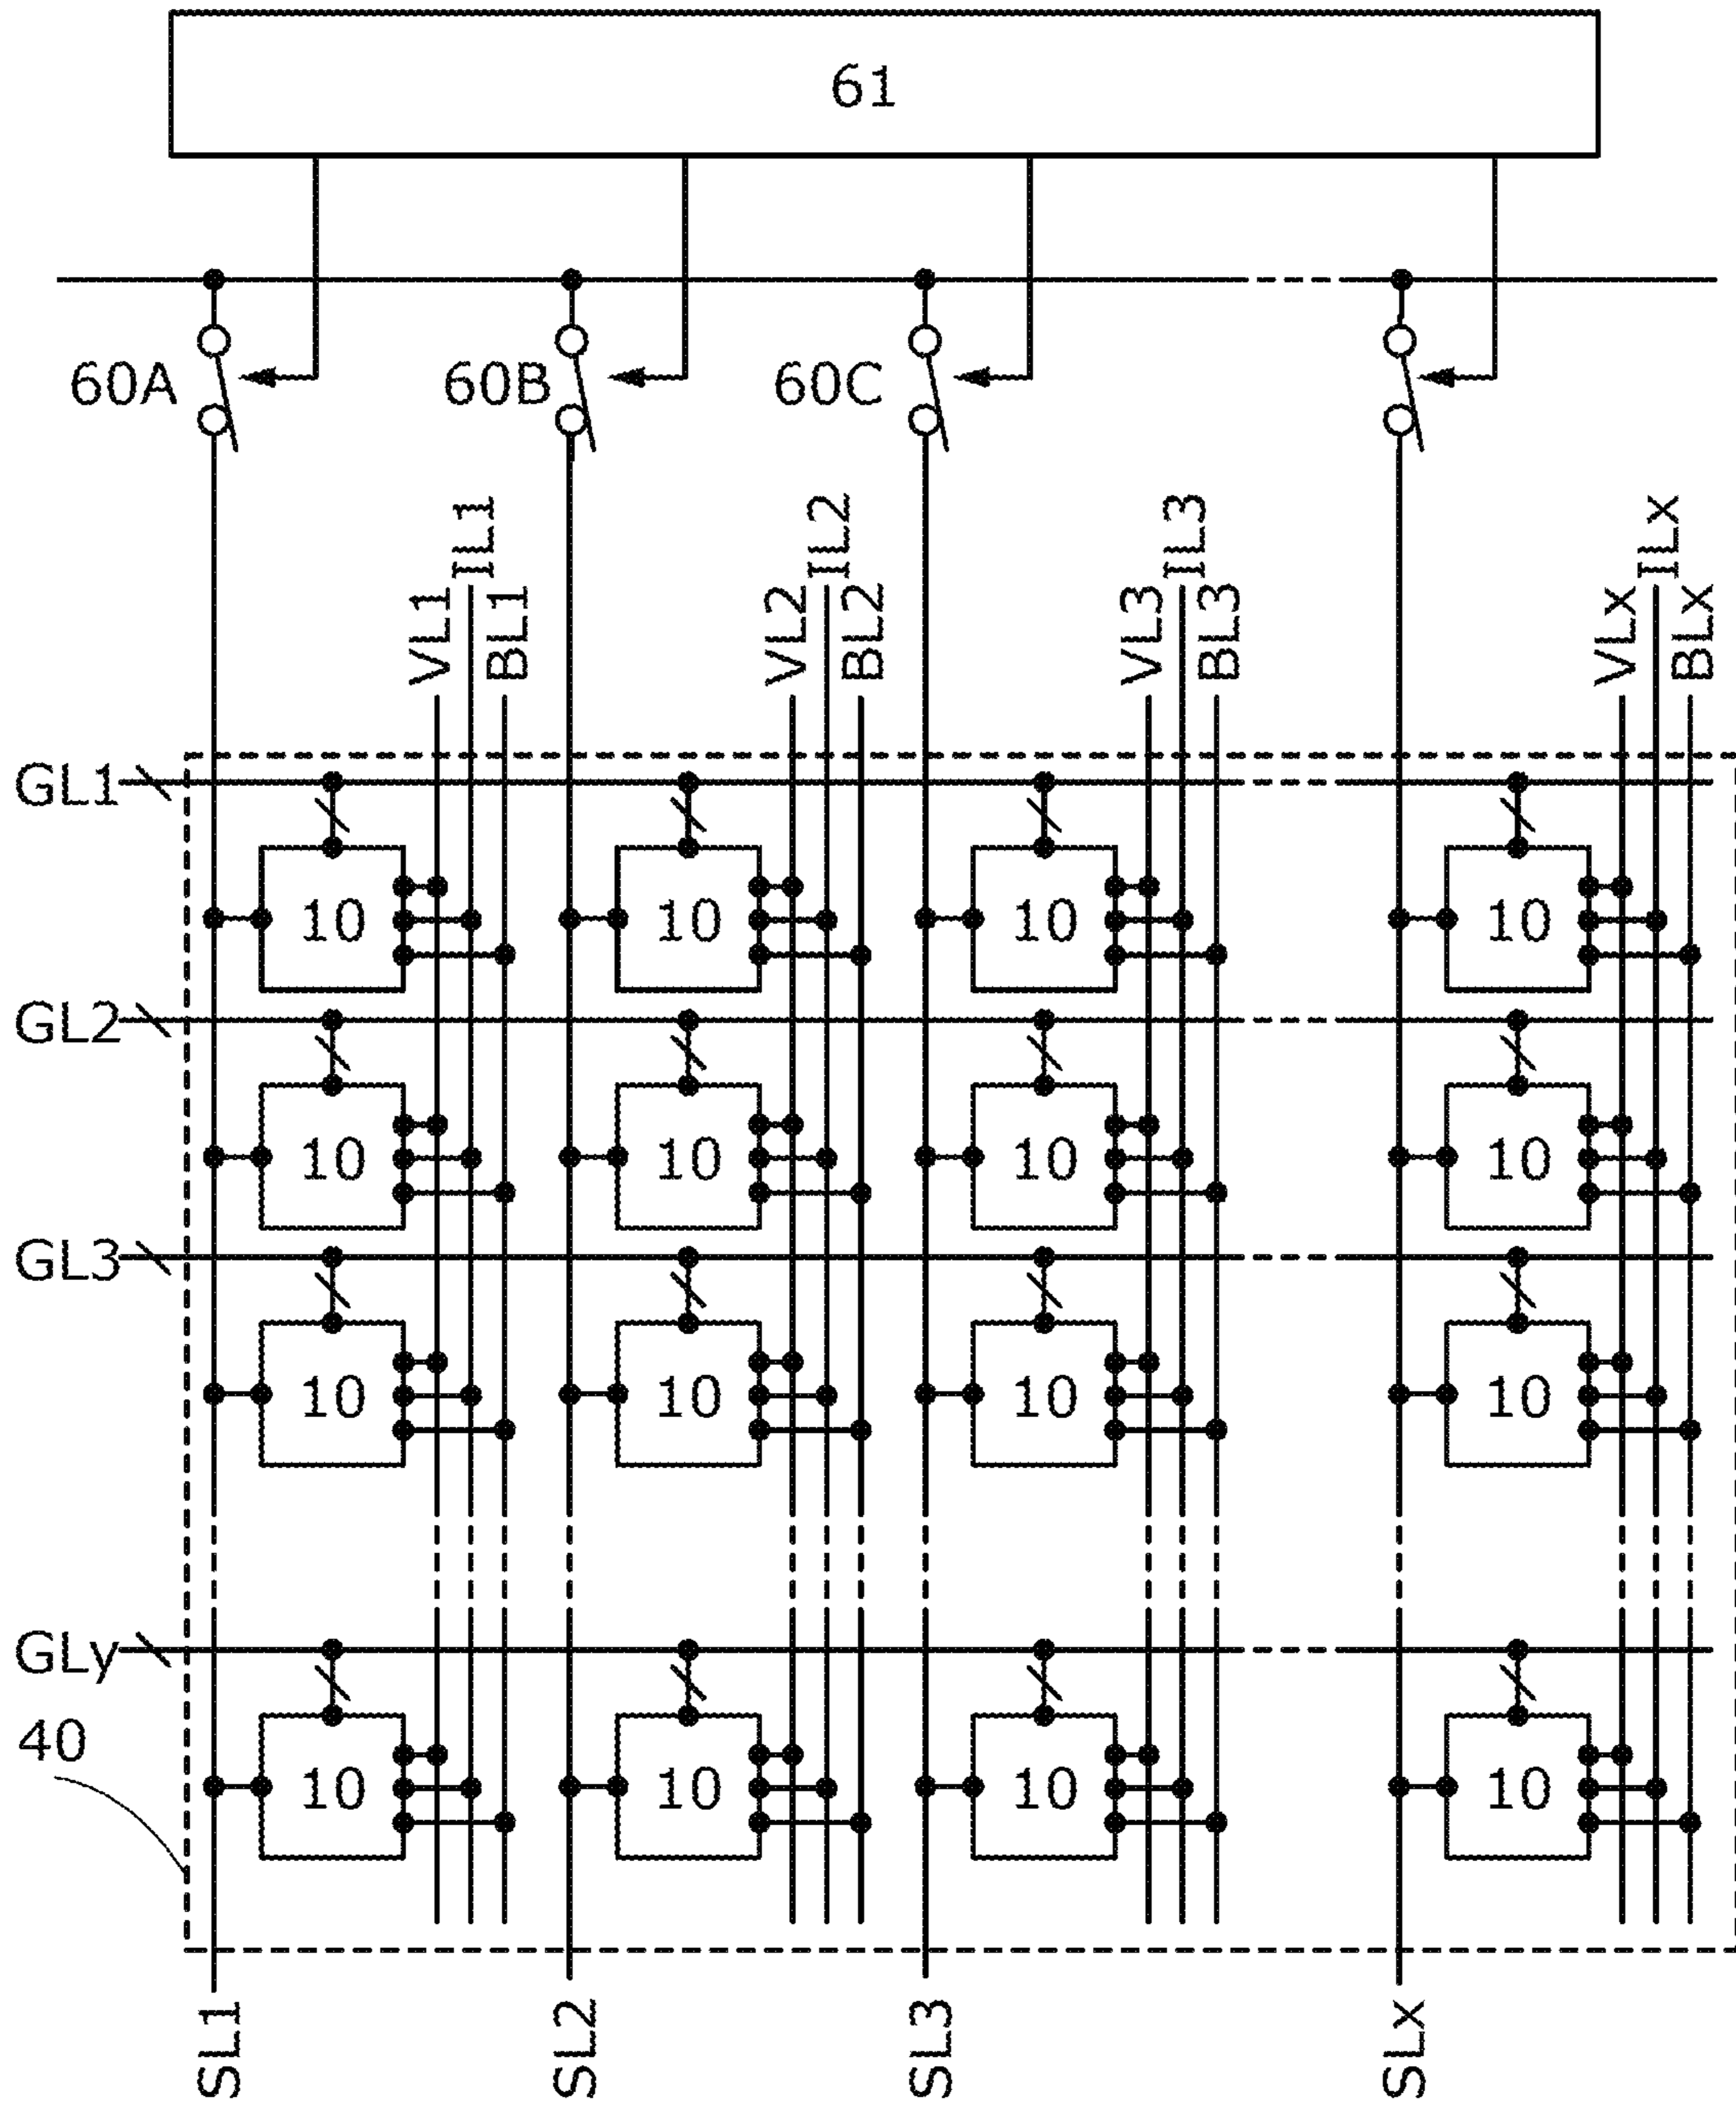 61
60A 60B 60C
VL1 IL1 BL1 VL2 IL2 BL2 VL3 IL3 BL3 VLx ILx BLx
GL1
10 10 10 10
GL2
10 10 10 10
GL3
10 10 10 10
GLy
40
10 10 10 10
SL1 SL2 SL3 SLx